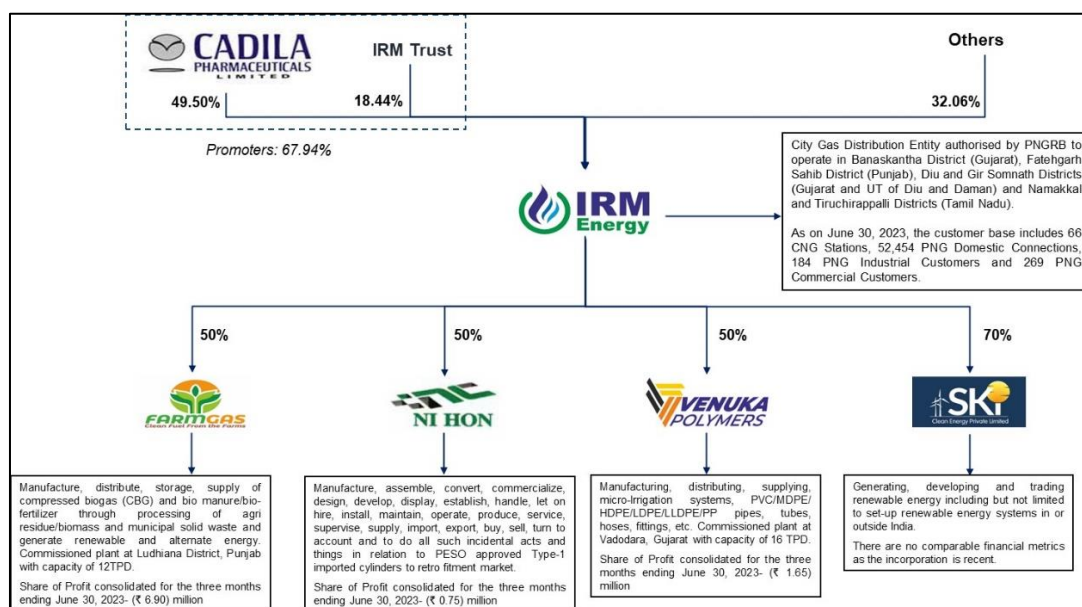 CADILA
PHARMACEUTICALS
LIMITED
IRM Trust
Others
49.50%
18.44%
32.06%
Promoters: 67.94%
IRM
Energy
City Gas Distribution Entity authorised by PNGRB to
operate in Banaskantha District (Gujarat), Fatehgarh
Sahib District (Punjab), Diu and Gir Somnath Districts
(Gujarat and UT of Diu and Daman) and Namakkal
and Tiruchirappalli Districts (Tamil Nadu).
As on June 30, 2023, the customer base includes 66
CNG Stations, 52,454 PNG Domestic Connections,
184 PNG Industrial Customers and 269 PNG
Commercial Customers.
50%
50%
50%
70%
FARMGAS
Clean Fuel From the Farms
NI HON
VENUKA
POLYMERS
SKI
Clean Energy Private Limited
Manufacture, distribute, storage, supply of
compressed biogas (CBG) and bio manure/bio-
fertilizer through processing of agri
residue/biomass and municipal solid waste and
generate renewable and alternate energy.
Commissioned plant at Ludhiana District, Punjab
with capacity of 12TPD.
Share of Profit consolidated for the three months
ending June 30, 2023- (₹ 6.90) million
Manufacture, assemble, convert, commercialize,
design, develop, display, establish, handle, let on
hire, install, maintain, operate, produce, service,
supervise, supply, import, export, buy, sell, turn to
account and to do all such incidental acts and
things in relation to PESO approved Type-1
imported cylinders to retro fitment market.
Share of Profit consolidated for the three months
ending June 30, 2023- (₹ 0.75) million
Manufacturing, distributing, supplying,
micro-Irrigation systems, PVC/MDPE/
HDPE/LDPE/LLDPE/PP pipes, tubes,
hoses, fittings, etc. Commissioned plant at
Vadodara, Gujarat with capacity of 16 TPD.
Share of Profit consolidated for the three
months ending June 30, 2023- (₹ 1.65)
million
Generating, developing and trading
renewable energy including but not limited
to set-up renewable energy systems in or
outside India.
There are no comparable financial metrics
as the incorporation is recent.